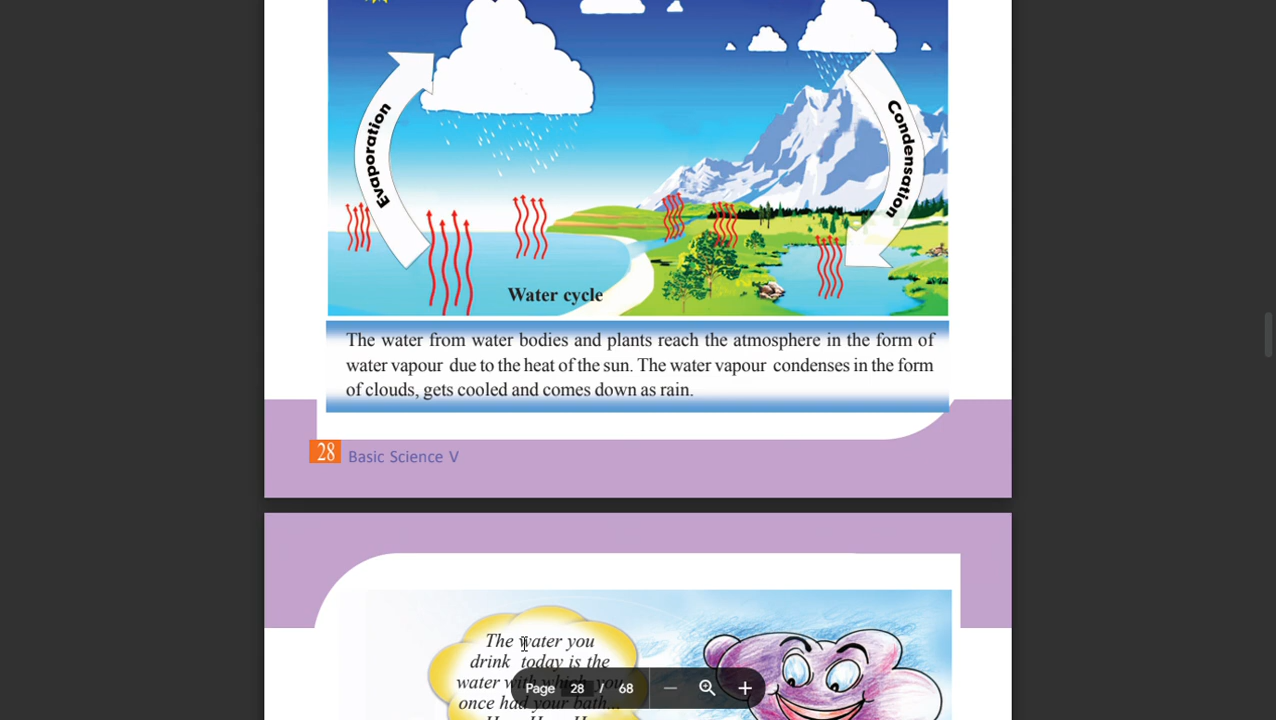 Evaporation
Condensation
Water cycle
The water from water bodies and plants reach the atmosphere in the form of
water vapour due to the heat of the sun. The water vapour condenses in the form
of clouds, gets cooled and comes down as rain.
28 Basic Science V
The water you
drink today is the
water with which you
once had your bath...
Page 28 / 68